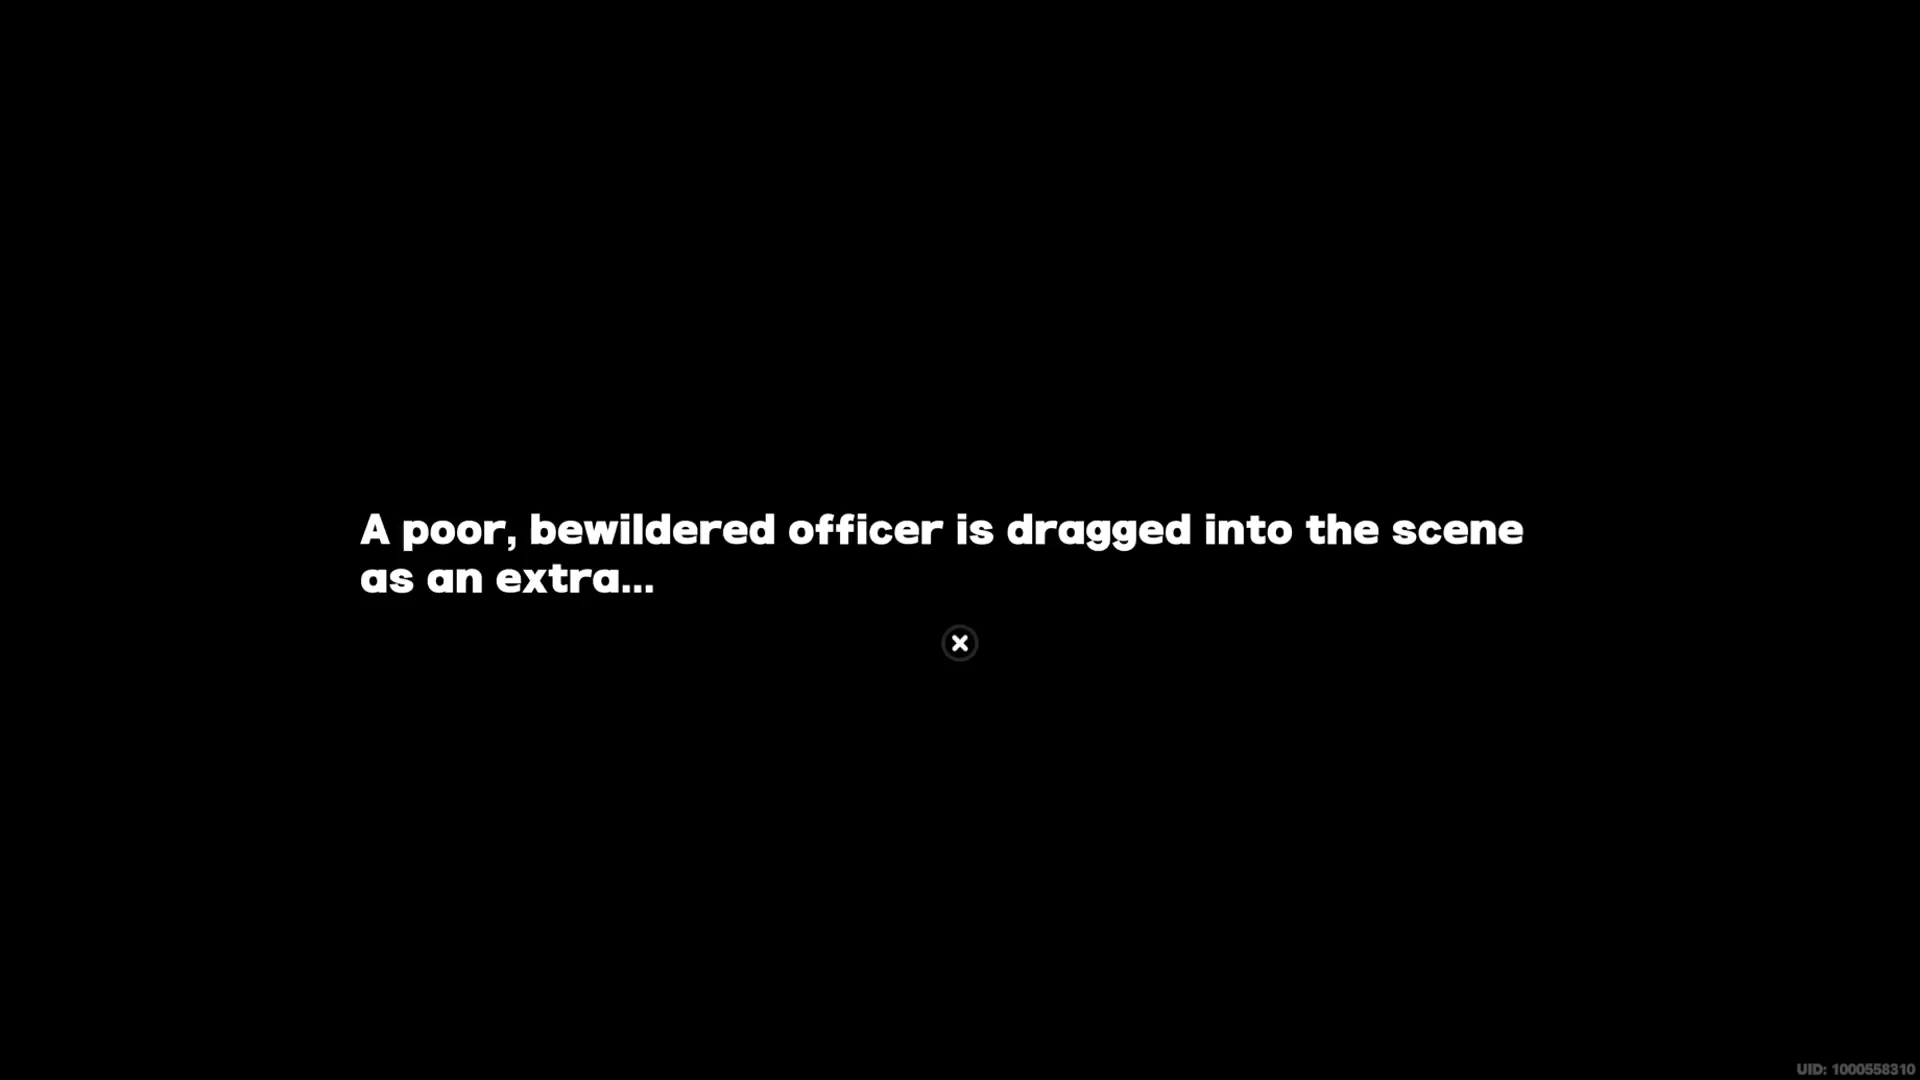 A poor, bewildered officer is dragged into the scene
as an extra...
UID: 1000558310